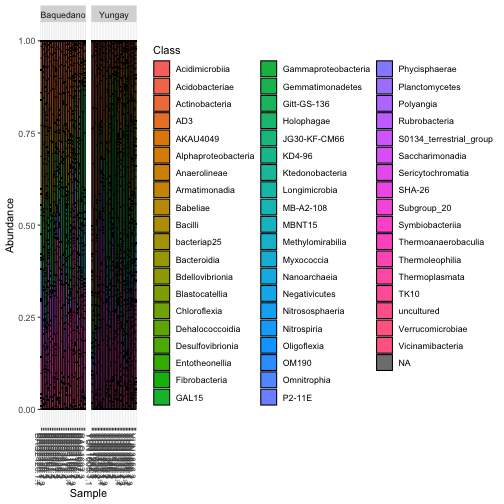 Baquedano
Yungay
1.00
0.75
0.50
0.25
0.00
Abundance
Sample
Class
Acidimicrobiia
Acidobacteriae
Actinobacteria
AD3
AKAU4049
Alphaproteobacteria
Anaerolineae
Armatimonadia
Babeliae
Bacilli
bacteriap25
Bacteroidia
Bdellovibrionia
Blastocatellia
Chloroflexia
Dehalococcoidia
Desulfovibrionia
Entotheonellia
Fibrobacteria
GAL15
Gammaproteobacteria
Gemmatimonadetes
Gitt-GS-136
Holophagae
JG30-KF-CM66
KD4-96
Ktedonobacteria
Longimicrobia
MB-A2-108
MBNT15
Methylomirabilia
Myxococcia
Nanoarchaeia
Negativicutes
Nitrososphaeria
Nitrospiria
Oligoflexia
OM190
Omnitrophia
P2-11E
Phycisphaerae
Planctomycetes
Polyangia
Rubrobacteria
S0134_terrestrial_group
Saccharimonadia
Sericytochromatia
SHA-26
Subgroup_20
Symbiobacteriia
Thermoanaerobaculia
Thermoleophilia
Thermoplasmata
TK10
uncultured
Verrucomicrobiae
Vicinamibacteria
NA